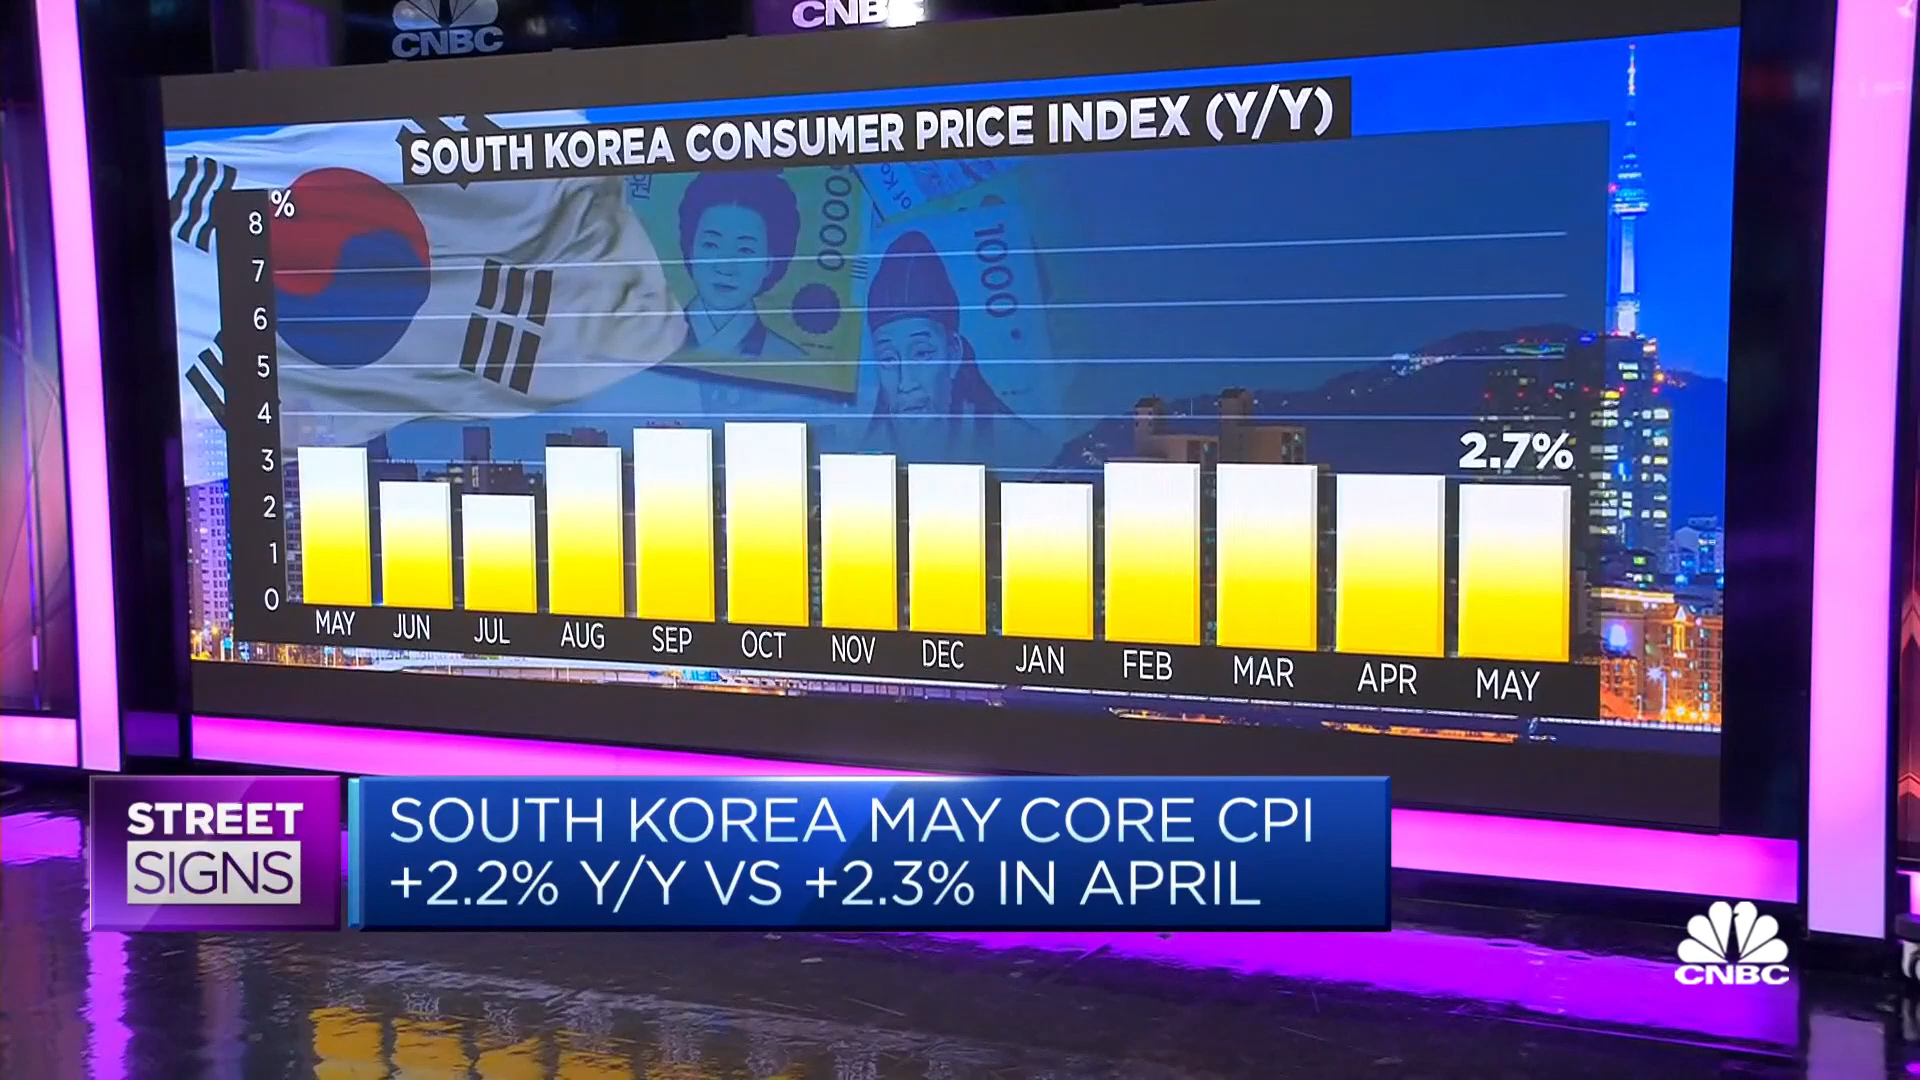 CNBC
CNBC
SOUTH KOREA CONSUMER PRICE INDEX (Y/Y)
%
8
7
6
5
4
3
2
1
0
0000
1000
2.7%
MAY JUN JUL AUG SEP OCT NOV DEC JAN FEB MAR APR MAY
STREET
SIGNS
SOUTH KOREA MAY CORE CPI
+2.2% Y/Y VS +2.3% IN APRIL
CNBC